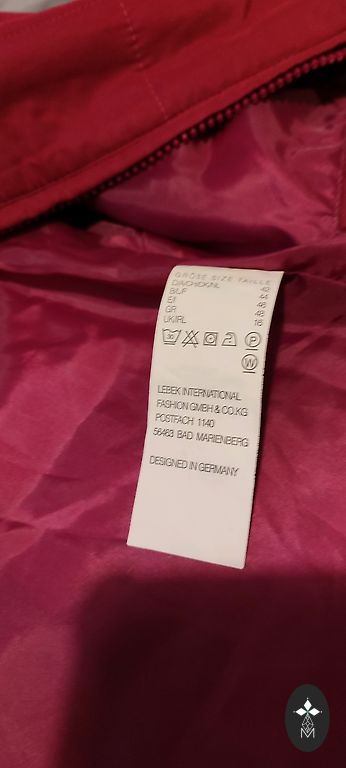 GRÖSE SIZE TAILLE
D/A/CH/DK/NL 42
B/L/F 44
E/I 46
GR 48
UK/IRL 16
30 P
W
LEBEK INTERNATIONAL
FASHION GMBH & CO.KG
POSTFACH 1140
56463 BAD MARIENBERG
DESIGNED IN GERMANY
M